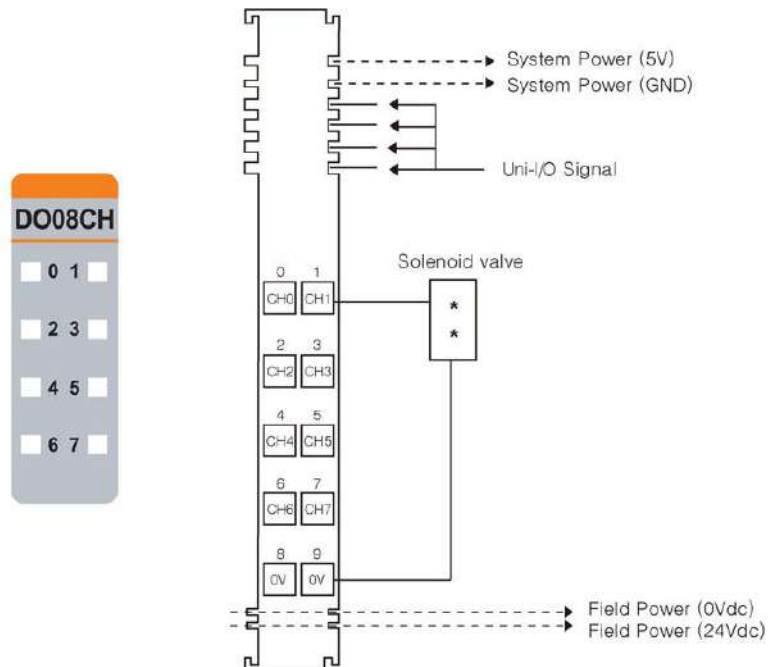 System Power (5V)
System Power (GND)
Uni-I/O Signal
DO08CH
0 1
2 3
4 5
6 7
Solenoid valve
*
*
0 1
CH0 CH1
2 3
CH2 CH3
4 5
CH4 CH5
6 7
CH6 CH7
8 9
0V 0V
Field Power (0Vdc)
Field Power (24Vdc)